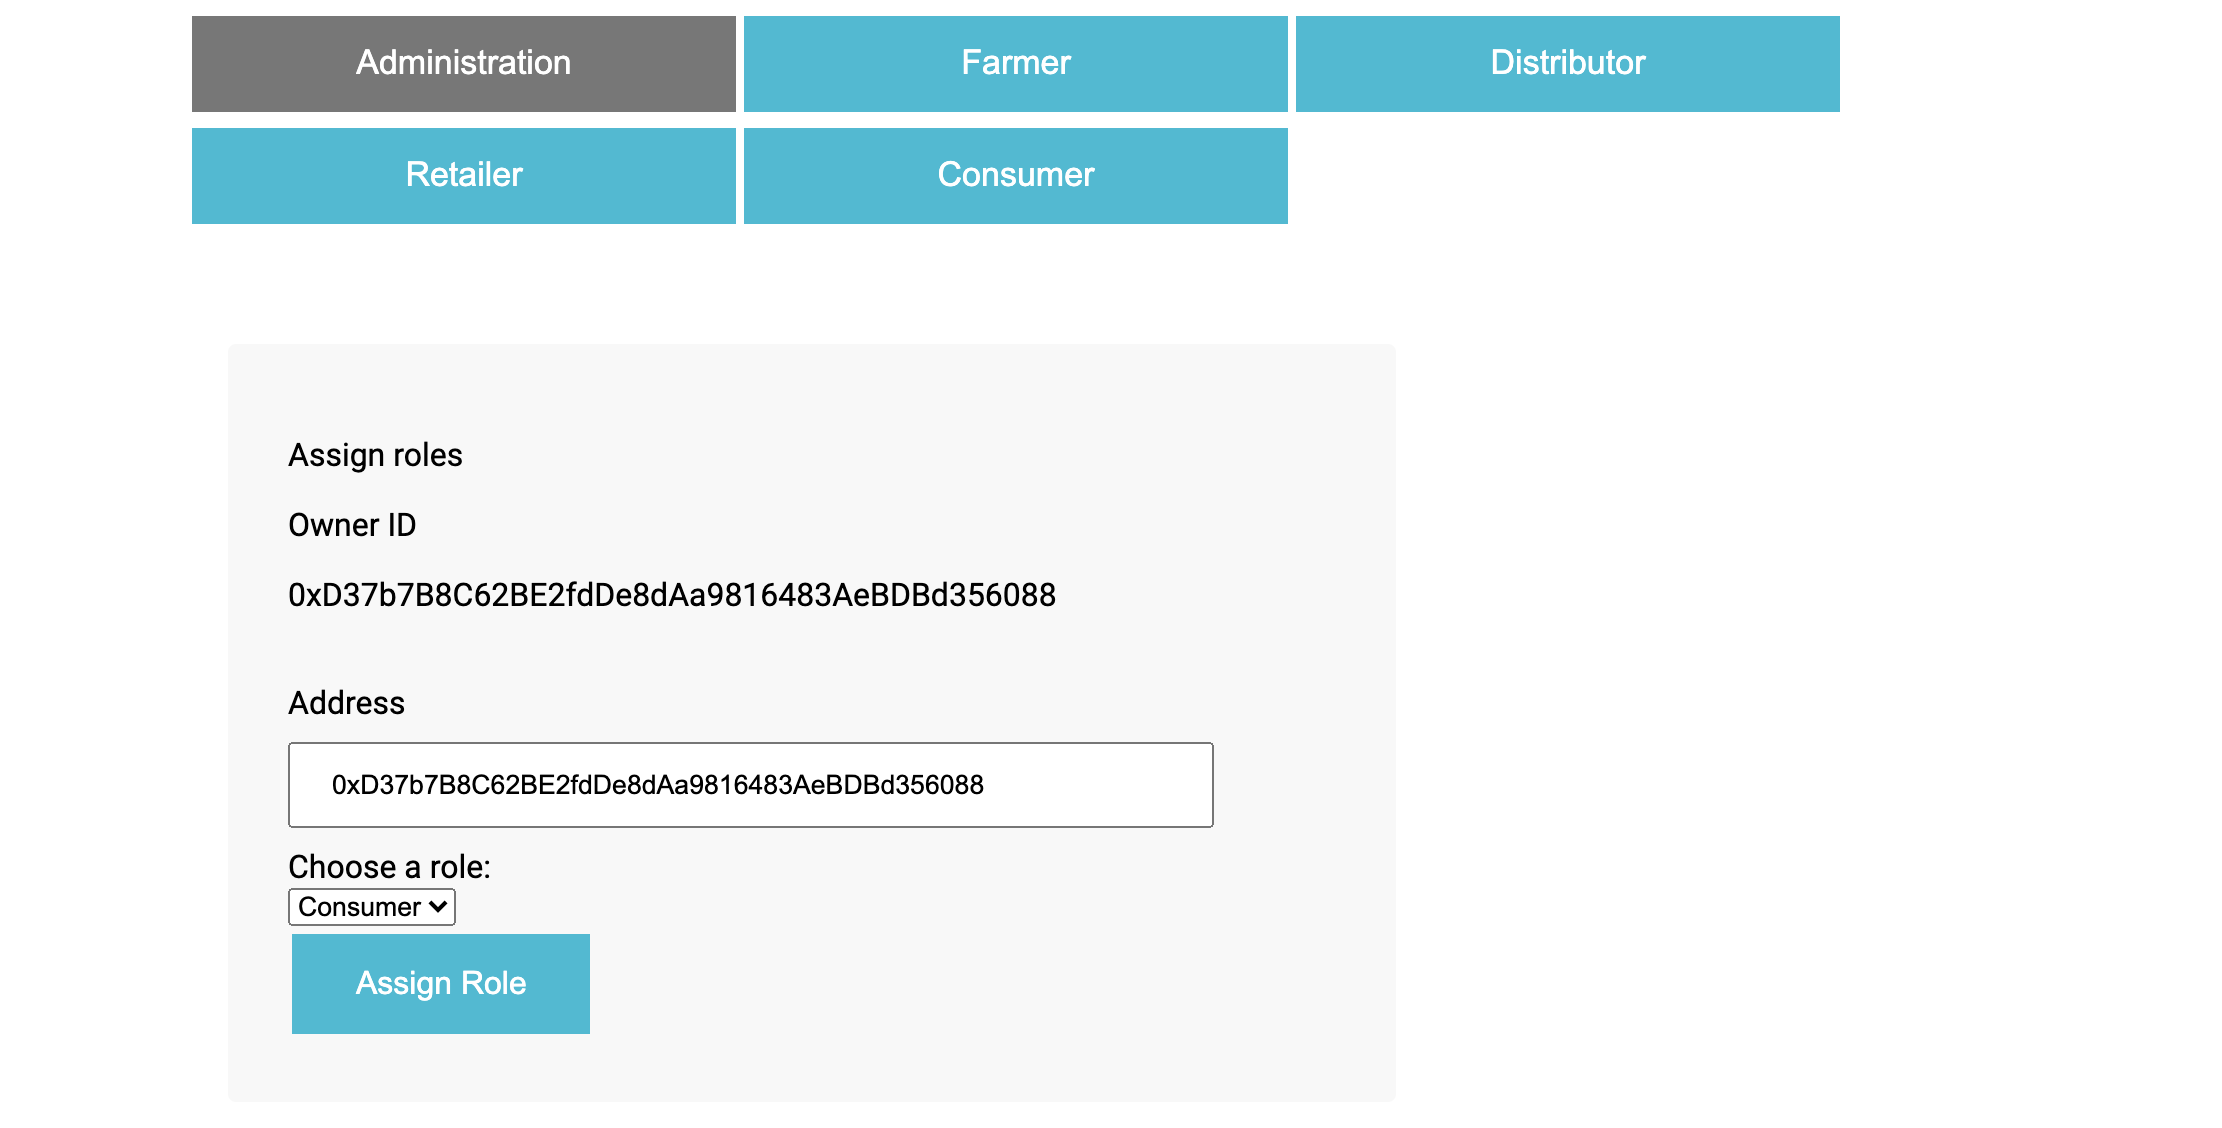 Administration
Farmer
Distributor
Retailer
Consumer
Assign roles
Owner ID
0xD37b7B8C62BE2fdDe8dAa9816483AeBDBd356088
Address
0xD37b7B8C62BE2fdDe8dAa9816483AeBDBd356088
Choose a role:
Consumer
Assign Role